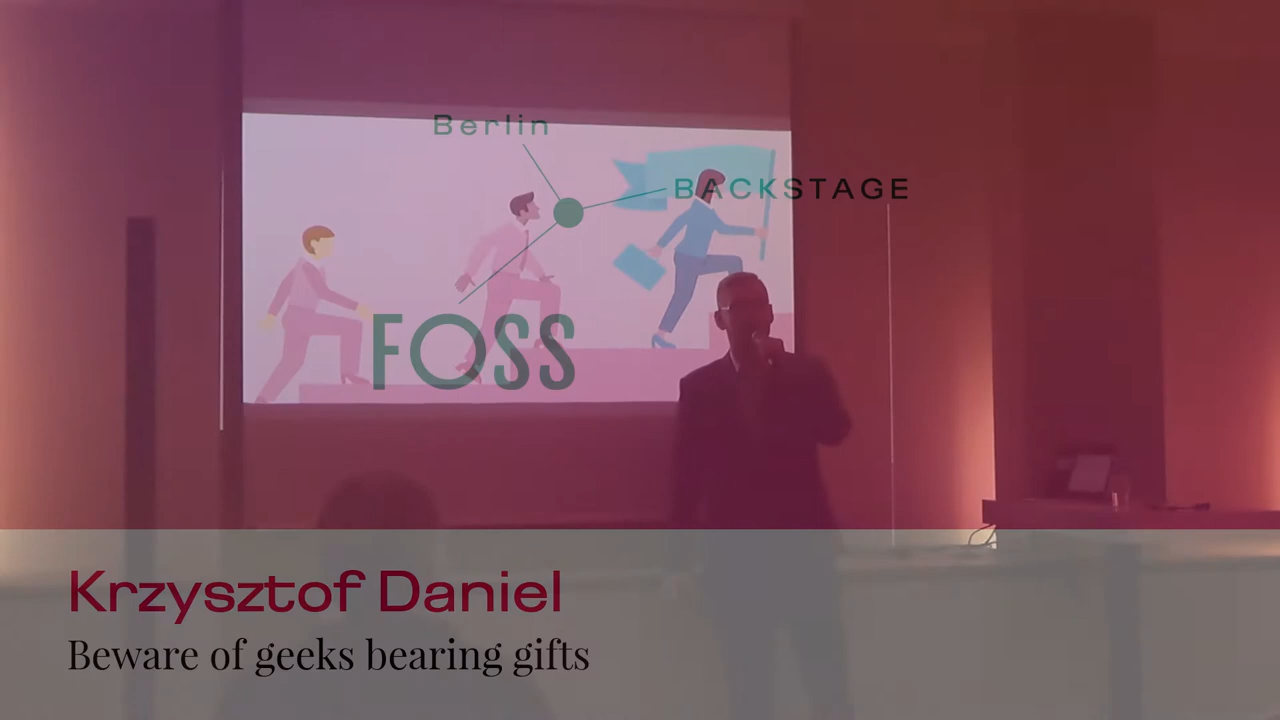 Berlin
BACKSTAGE
FOSS
Krzysztof Daniel
Beware of geeks bearing gifts